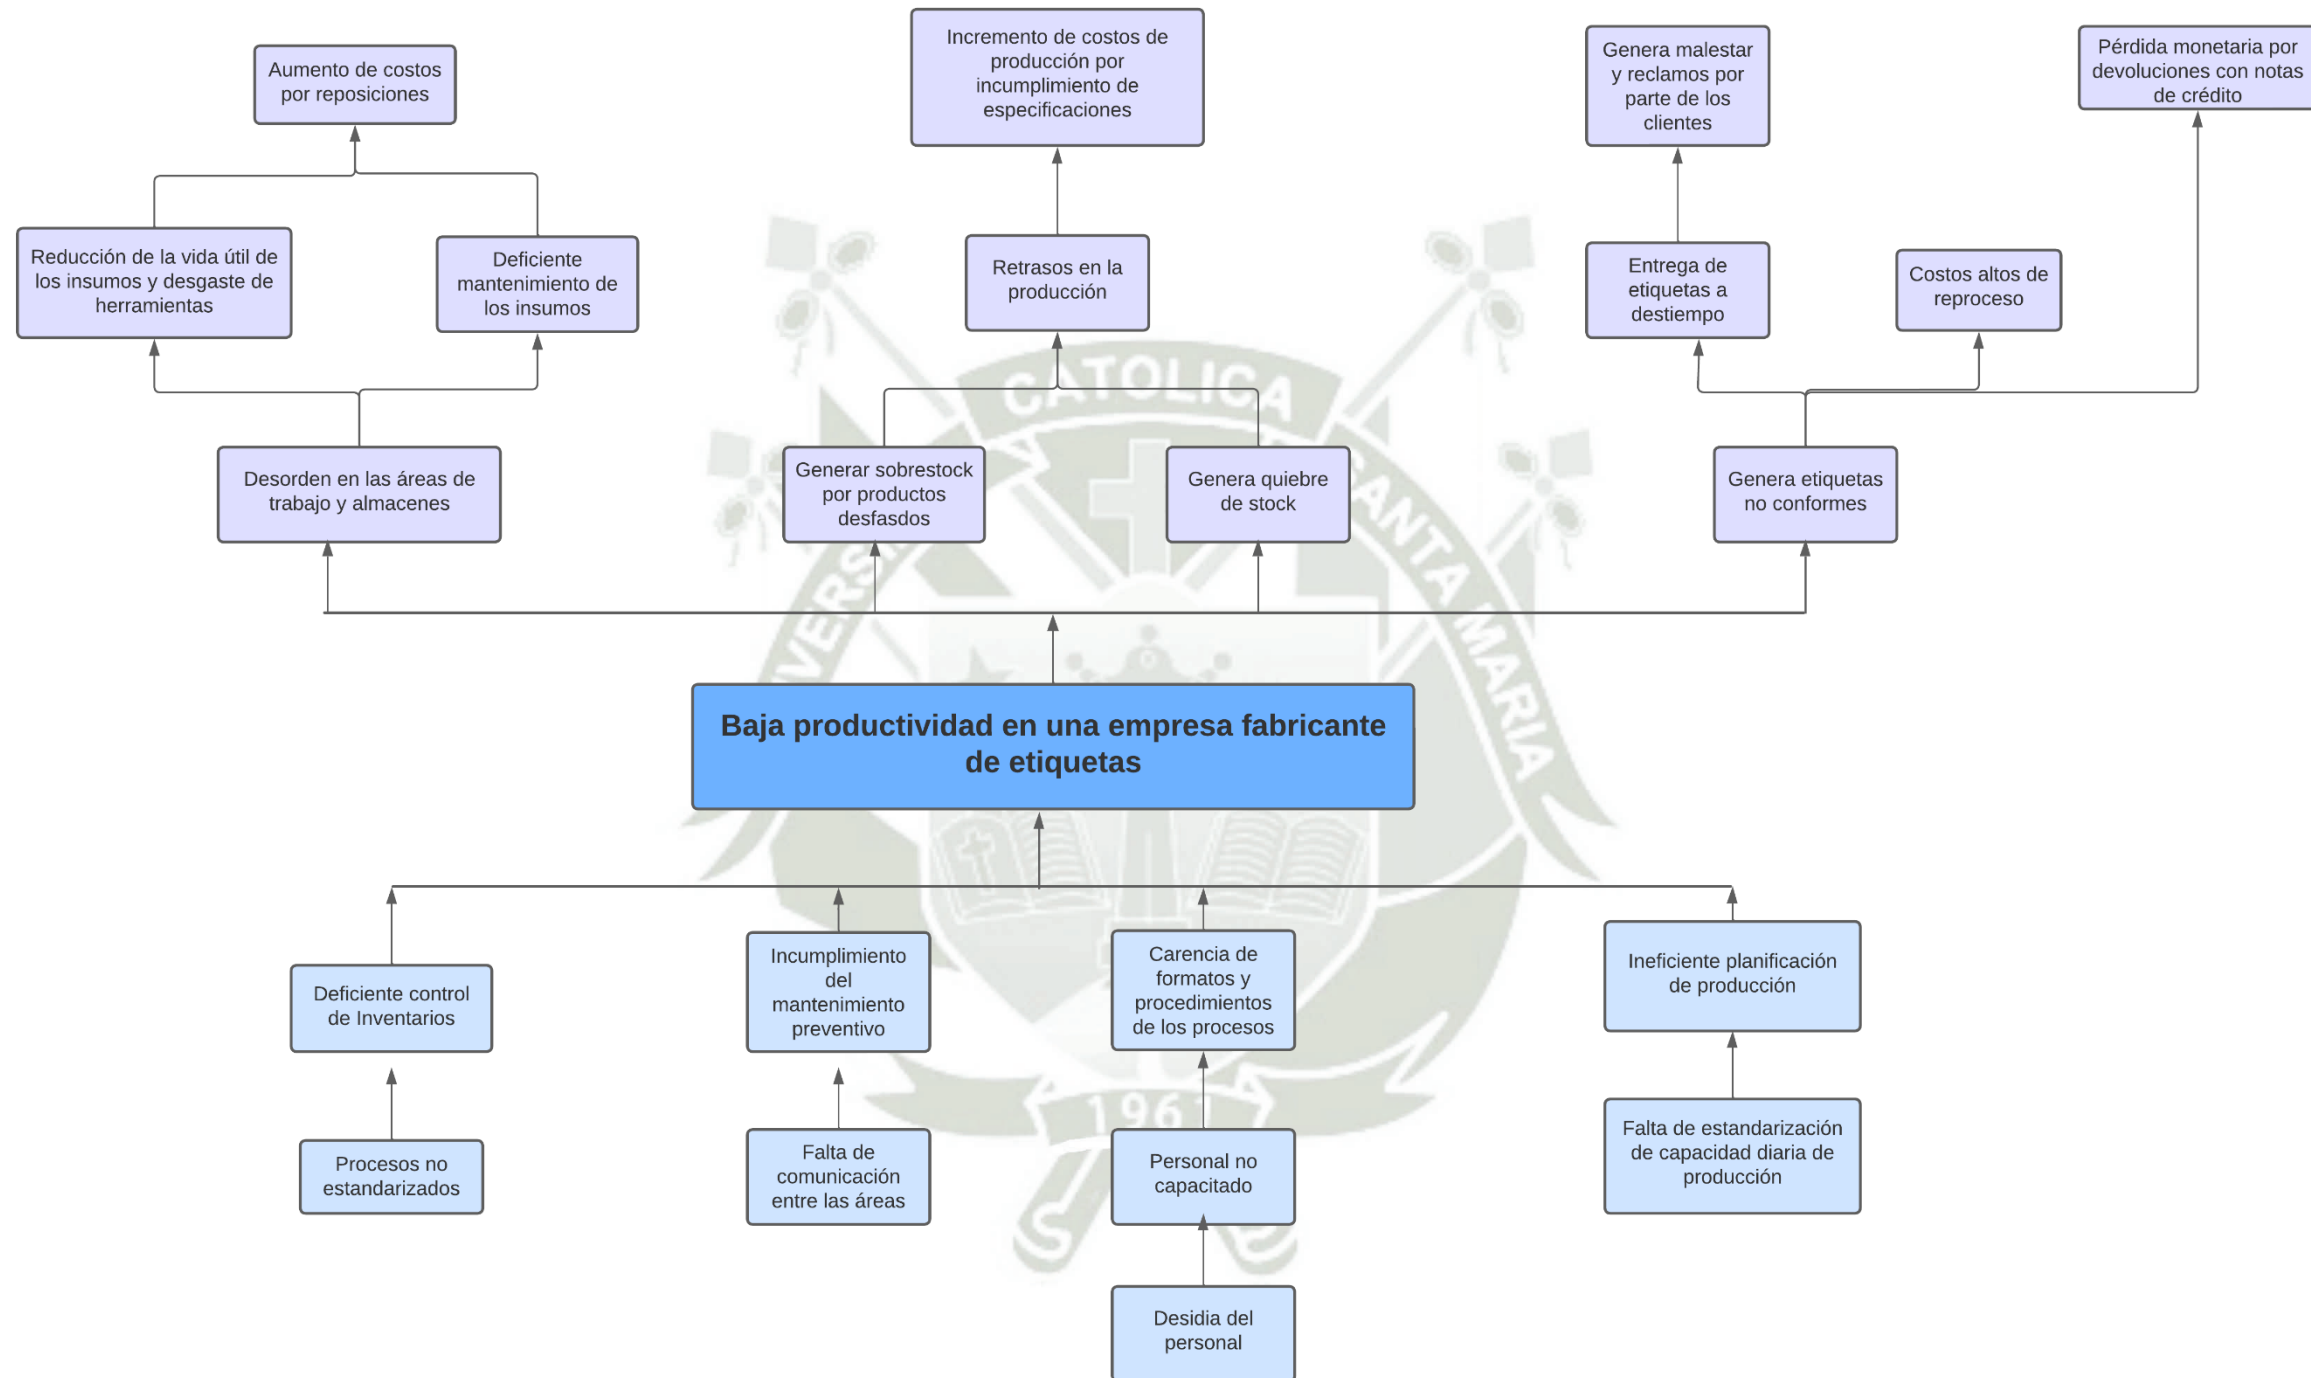 Aumento de costos
por reposiciones
Incremento de costos de
producción por
incumplimiento de
especificaciones
Genera malestar
y reclamos por
parte de los
clientes
Pérdida monetaria por
devoluciones con notas
de crédito
Reducción de la vida útil de
los insumos y desgaste de
herramientas
Deficiente
mantenimiento de
los insumos
Retrasos en la
producción
Entrega de
etiquetas a
destiempo
Costos altos de
reproceso
Desorden en las áreas de
trabajo y almacenes
Generar sobrestock
por productos
desfasdos
Genera quiebre
de stock
Genera etiquetas
no conformes
CATOLICA
SANTA MARIA
Baja productividad en una empresa fabricante
de etiquetas
Deficiente control
de Inventarios
Incumplimiento
del
mantenimiento
preventivo
Carencia de
formatos y
procedimientos
de los procesos
Ineficiente planificación
de producción
Procesos no
estandarizados
Falta de
comunicación
entre las áreas
Personal no
capacitado
Falta de estandarización
de capacidad diaria de
producción
Desidia del
personal